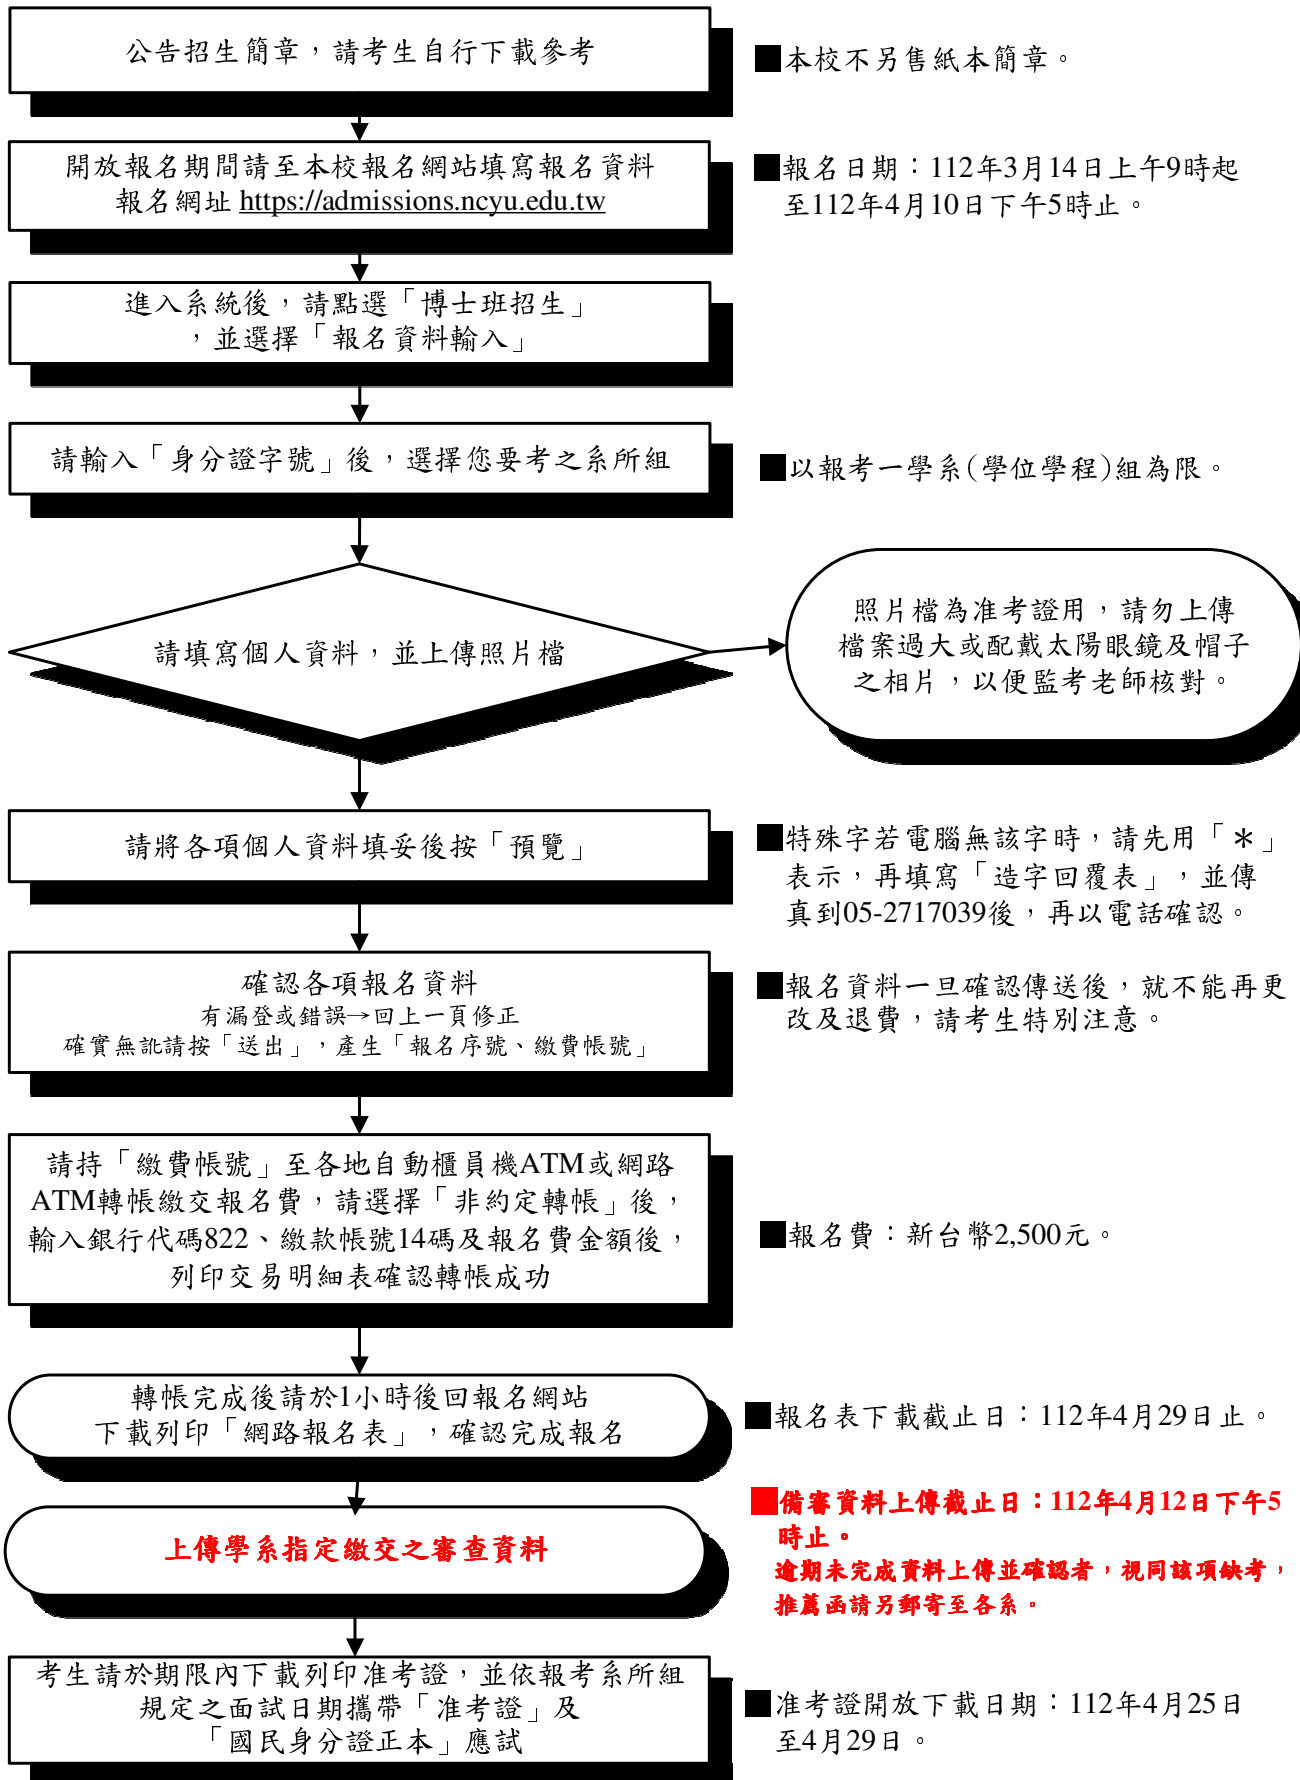 公告招生簡章，請考生自行下載參考
■本校不另售紙本簡章。
開放報名期間請至本校報名網站填寫報名資料
報名網址 https://admissions.ncyu.edu.tw
■報名日期：112年3月14日上午9時起
至112年4月10日下午5時止。
進入系統後，請點選「博士班招生」
，並選擇「報名資料輸入」
請輸入「身分證字號」後，選擇您要考之系所組
■以報考一學系(學位學程)組為限。
請填寫個人資料，並上傳照片檔
照片檔為准考證用，請勿上傳
檔案過大或配戴太陽眼鏡及帽子
之相片，以便監考老師核對。
請將各項個人資料填妥後按「預覽」
■特殊字若電腦無該字時，請先用「＊」
表示，再填寫「造字回覆表」，並傳
真到05-2717039後，再以電話確認。
確認各項報名資料
有漏登或錯誤→回上一頁修正
確實無訛請按「送出」，產生「報名序號、繳費帳號」
■報名資料一旦確認傳送後，就不能再更
改及退費，請考生特別注意。
請持「繳費帳號」至各地自動櫃員機ATM或網路
ATM轉帳繳交報名費，請選擇「非約定轉帳」後，
輸入銀行代碼822、繳款帳號14碼及報名費金額後，
列印交易明細表確認轉帳成功
■報名費：新台幣2,500元。
轉帳完成後請於1小時後回報名網站
下載列印「網路報名表」，確認完成報名
■報名表下載截止日：112年4月29日止。
上傳學系指定繳交之審查資料
■備審資料上傳截止日：112年4月12日下午5
時止。
逾期未完成資料上傳並確認者，視同該項缺考，
推薦函請另郵寄至各系。
考生請於期限內下載列印准考證，並依報考系所組
規定之面試日期攜帶「准考證」及
「國民身分證正本」應試
■准考證開放下載日期：112年4月25日
至4月29日。